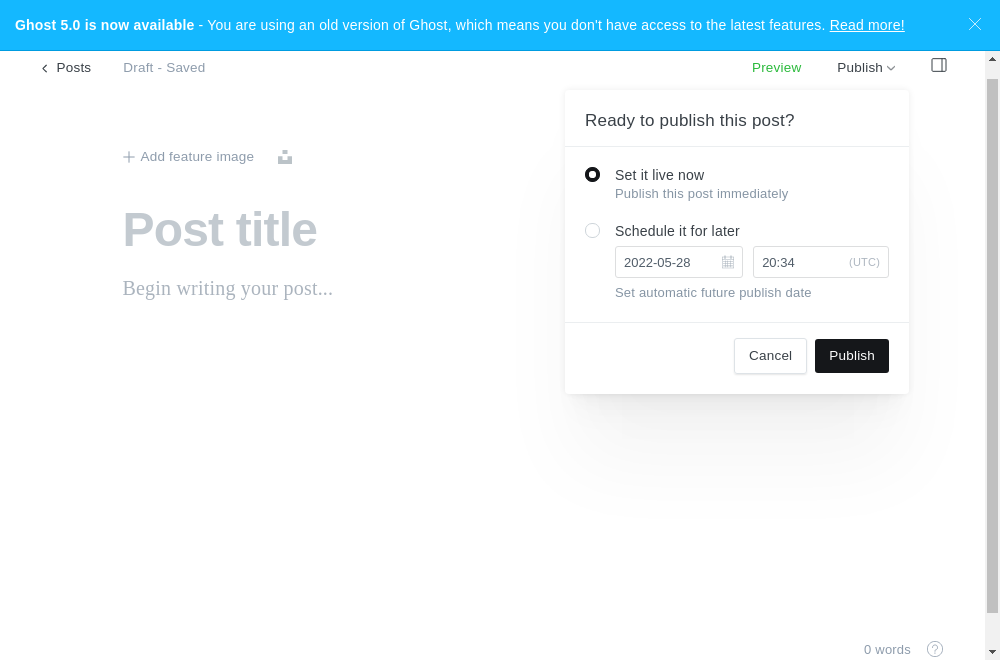 Ghost 5.0 is now available - You are using an old version of Ghost, which means you don't have access to the latest features. Read more!
Posts Draft - Saved Preview Publish
Ready to publish this post?
Add feature image
Set it live now
Publish this post immediately
Post title
Schedule it for later
2022-05-28 20:34 (UTC)
Begin writing your post...
Set automatic future publish date
Cancel Publish
0 words ?